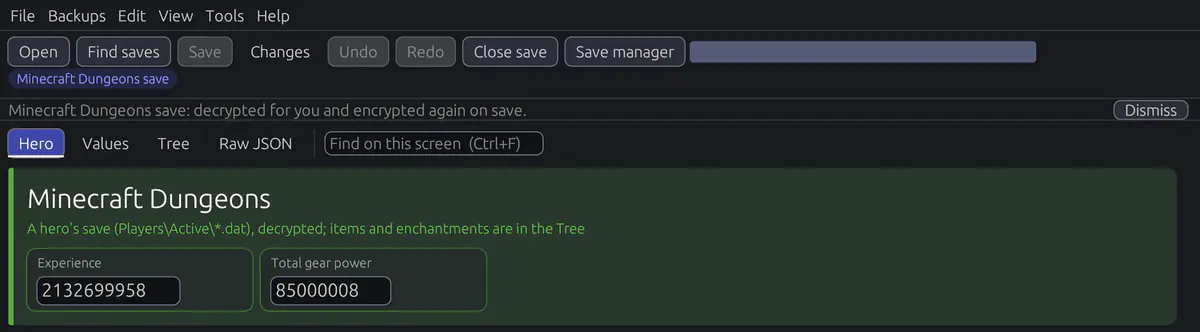 File Backups Edit View Tools Help
Open Find saves Save Changes Undo Redo Close save Save manager
Minecraft Dungeons save
Minecraft Dungeons save: decrypted for you and encrypted again on save. Dismiss
Hero Values Tree Raw JSON Find on this screen (Ctrl+F)
Minecraft Dungeons
A hero's save (Players\Active\*.dat), decrypted; items and enchantments are in the Tree
Experience Total gear power
2132699958 85000008